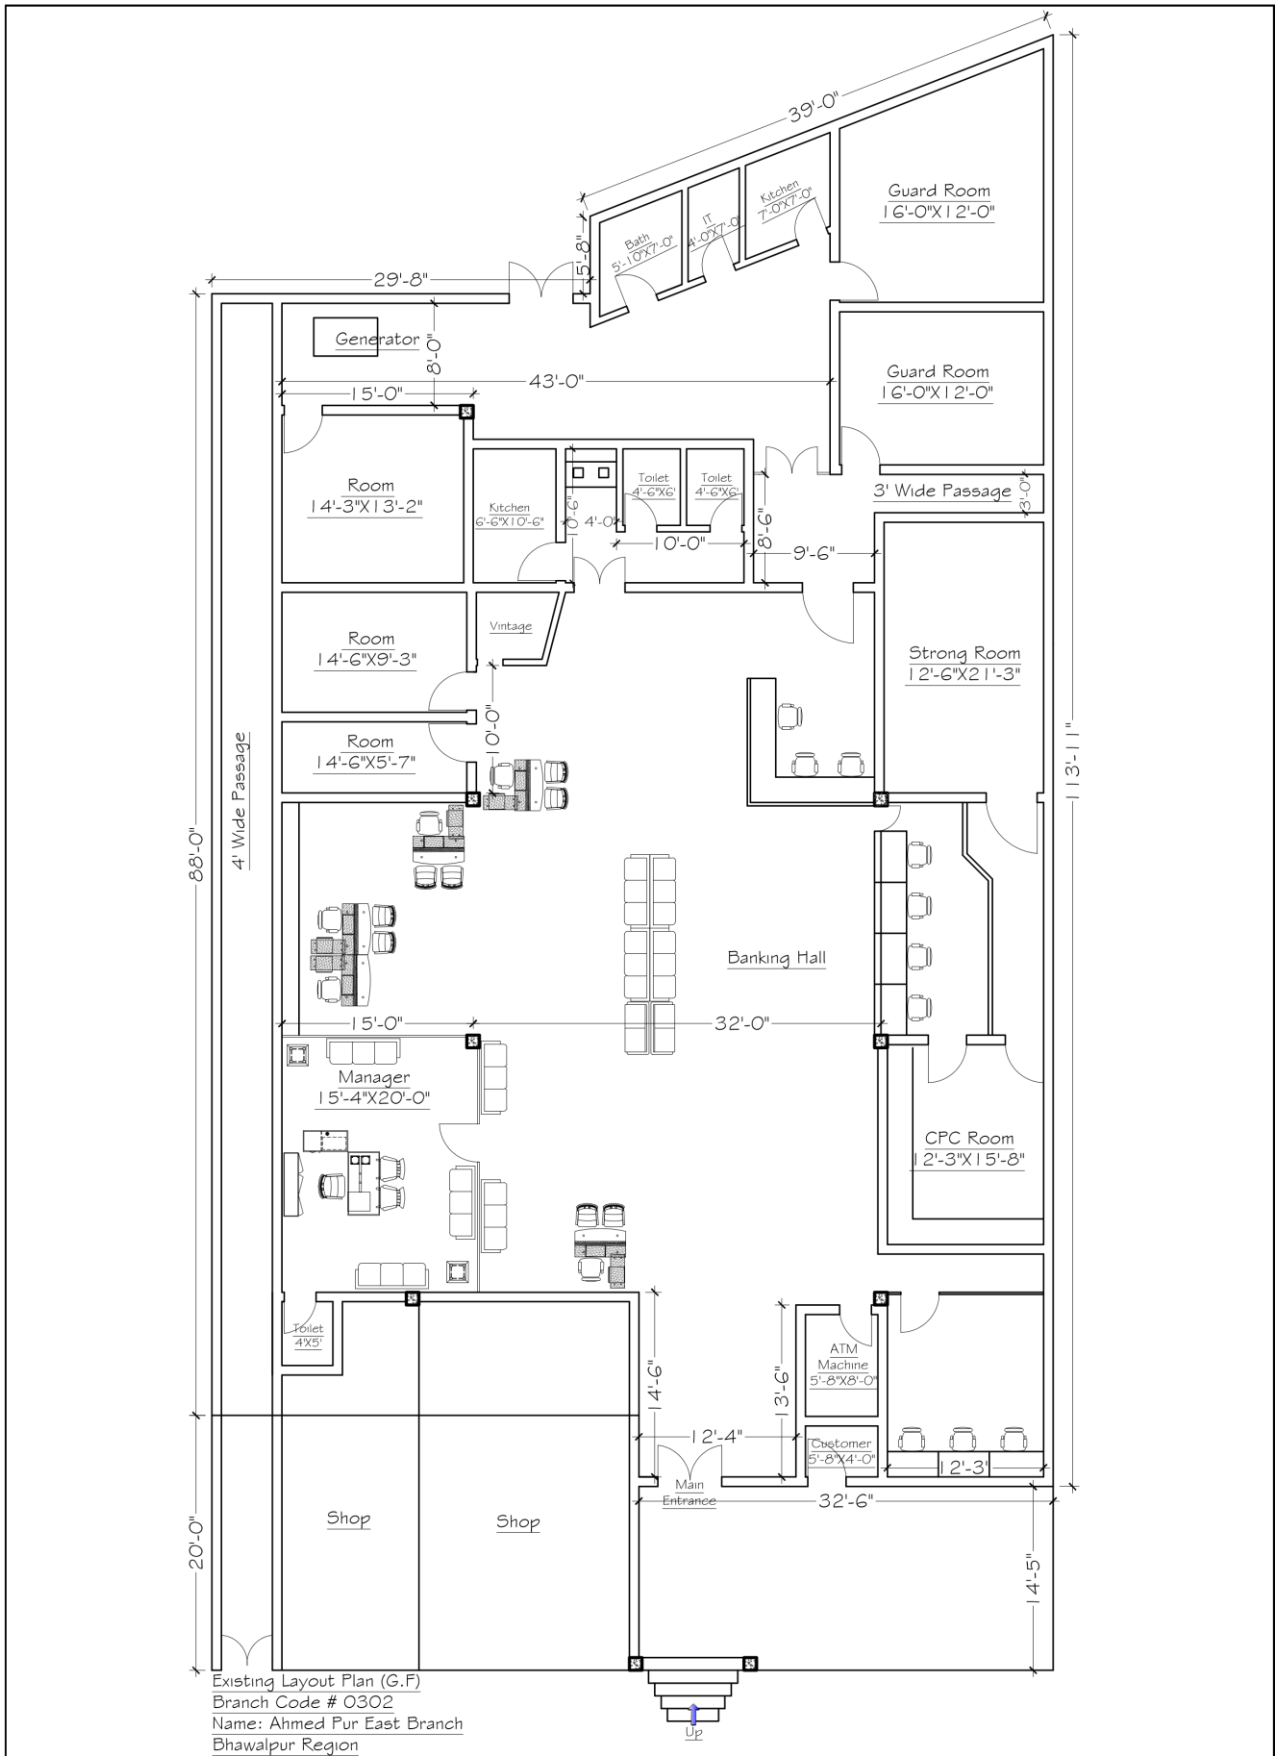 39'-0"
Guard Room
16'-0"X12'-0"
Kitchen
7'-0"X7'-0"
IT
4'-0"X7'-0"
Bath
5'-10"X7'-0"
5'-8"
29'-8"
Generator
8'-0"
43'-0"
15'-0"
Guard Room
16'-0"X12'-0"
Room
14'-3"X13'-2"
Kitchen
6'-6"X10'-6"
10'-6"
4'-0"
Toilet
4'-6"X6'
Toilet
4'-6"X6'
10'-0"
8'-6"
9'-6"
3' Wide Passage
3'-0"
Room
14'-6"X9'-3"
Vintage
Strong Room
12'-6"X21'-3"
10'-0"
Room
14'-6"X5'-7"
4' Wide Passage
88'-0"
113'-11"
Banking Hall
15'-0"
32'-0"
Manager
15'-4"X20'-0"
CPC Room
12'-3"X15'-8"
Toilet
4'X5'
14'-6"
13'-6"
ATM
Machine
5'-8"X8'-0"
12'-4"
Customer
5'-8"X4'-0"
12'-3'
Main
Entrance
32'-6"
Shop
Shop
20'-0"
14'-5"
Up
Existing Layout Plan (G.F)
Branch Code # 0302
Name: Ahmed Pur East Branch
Bhawalpur Region